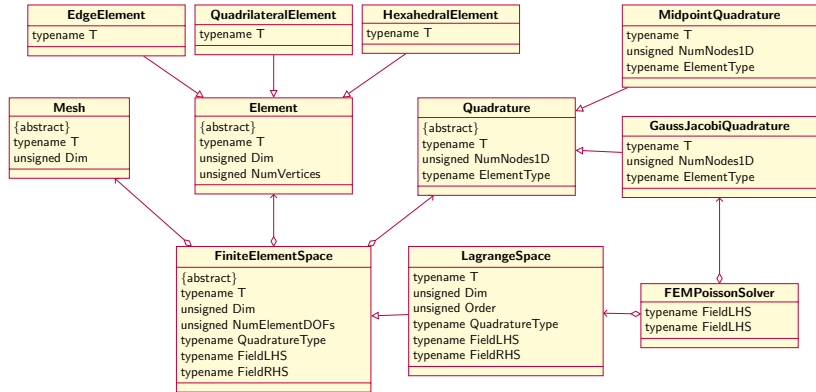 EdgeElement
typename T
QuadrilateralElement
typename T
HexahedralElement
typename T
MidpointQuadrature
typename T
unsigned NumNodes1D
typename ElementType
Mesh
{abstract}
typename T
unsigned Dim
Element
{abstract}
typename T
unsigned Dim
unsigned NumVertices
Quadrature
{abstract}
typename T
unsigned NumNodes1D
typename ElementType
GaussJacobiQuadrature
typename T
unsigned NumNodes1D
typename ElementType
FiniteElementSpace
{abstract}
typename T
unsigned Dim
unsigned NumElementDOFs
typename QuadratureType
typename FieldLHS
typename FieldRHS
LagrangeSpace
typename T
unsigned Dim
unsigned Order
typename QuadratureType
typename FieldLHS
typename FieldRHS
FEMPoissonSolver
typename FieldLHS
typename FieldLHS